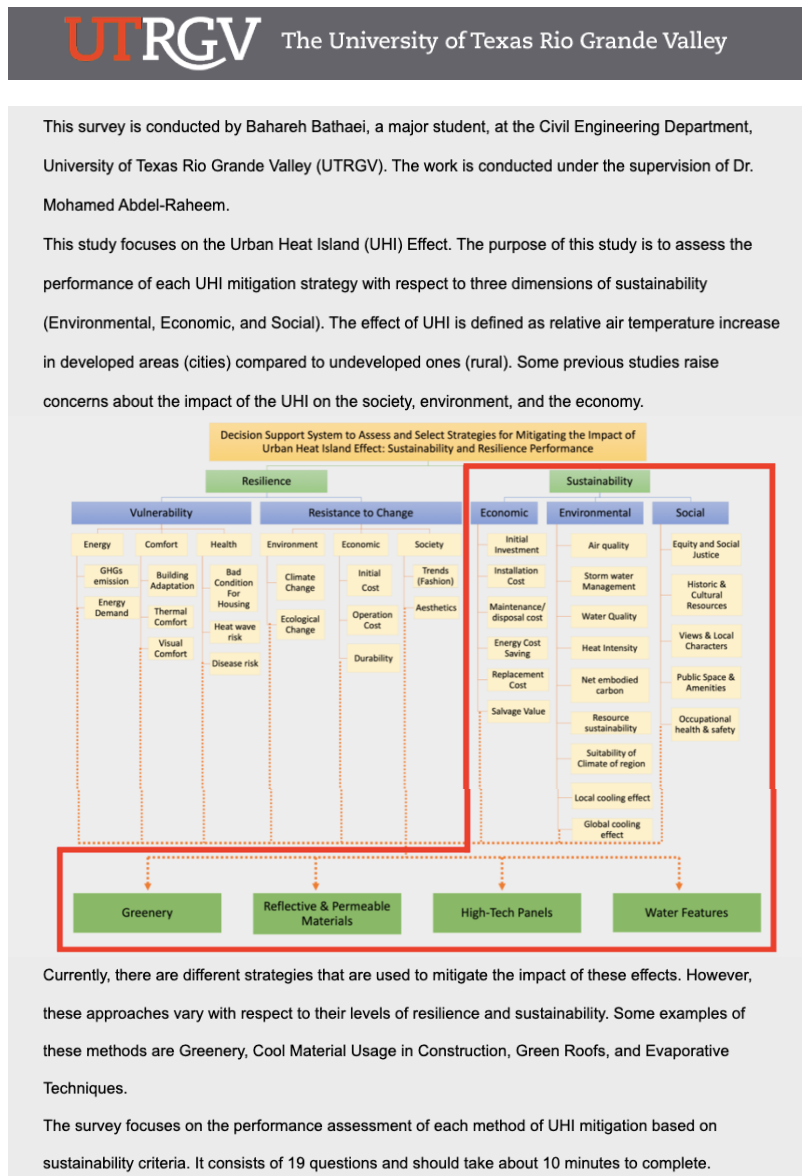 UTRGV The University of Texas Rio Grande Valley
This survey is conducted by Bahareh Bathaei, a major student, at the Civil Engineering Department,
University of Texas Rio Grande Valley (UTRGV). The work is conducted under the supervision of Dr.
Mohamed Abdel-Raheem.
This study focuses on the Urban Heat Island (UHI) Effect. The purpose of this study is to assess the
performance of each UHI mitigation strategy with respect to three dimensions of sustainability
(Environmental, Economic, and Social). The effect of UHI is defined as relative air temperature increase
in developed areas (cities) compared to undeveloped ones (rural). Some previous studies raise
concerns about the impact of the UHI on the society, environment, and the economy.
Decision Support System to Assess and Select Strategies for Mitigating the Impact of
Urban Heat Island Effect: Sustainability and Resilience Performance
Resilience
Sustainability
Vulnerability
Resistance to Change
Economic
Environmental
Social
Energy
Comfort
Health
Environment
Economic
Society
GHGs
emission
Energy
Demand
Building
Adaptation
Thermal
Comfort
Visual
Comfort
Bad
Condition
For
Housing
Heat wave
risk
Disease risk
Climate
Change
Ecological
Change
Initial
Cost
Operation
Cost
Durability
Trends
(Fashion)
Aesthetics
Initial
Investment
Installation
Cost
Maintenance/
disposal cost
Energy Cost
Saving
Replacement
Cost
Salvage Value
Air quality
Storm water
Management
Water Quality
Heat Intensity
Net embodied
carbon
Resource
sustainability
Suitability of
Climate of region
Local cooling effect
Global cooling
effect
Equity and Social
Justice
Historic &
Cultural
Resources
Views & Local
Characters
Public Space &
Amenities
Occupational
health & safety
Greenery
Reflective & Permeable
Materials
High-Tech Panels
Water Features
Currently, there are different strategies that are used to mitigate the impact of these effects. However,
these approaches vary with respect to their levels of resilience and sustainability. Some examples of
these methods are Greenery, Cool Material Usage in Construction, Green Roofs, and Evaporative
Techniques.
The survey focuses on the performance assessment of each method of UHI mitigation based on
sustainability criteria. It consists of 19 questions and should take about 10 minutes to complete.